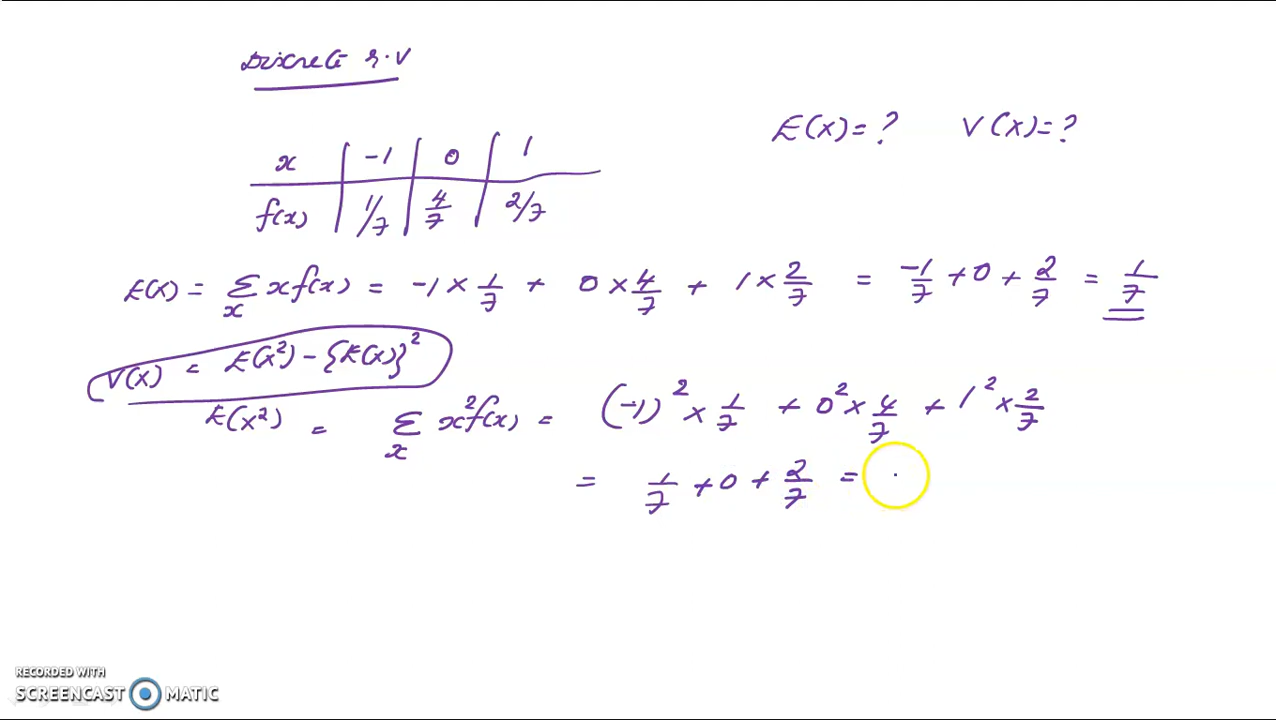 Discrete r.v
E(X)=? V(X)=?
x | -1 | 0 | 1
f(x) | 1/7 | 4/7 | 2/7
E(X) = Σx x f(x) = -1 × 1/7 + 0 × 4/7 + 1 × 2/7 = -1/7 + 0 + 2/7 = 1/7
V(X) = E(X²) - {E(X)}²
E(X²) = Σx x² f(x) = (-1)² × 1/7 + 0² × 4/7 + 1² × 2/7
= 1/7 + 0 + 2/7 =
RECORDED WITH
SCREENCAST MATIC